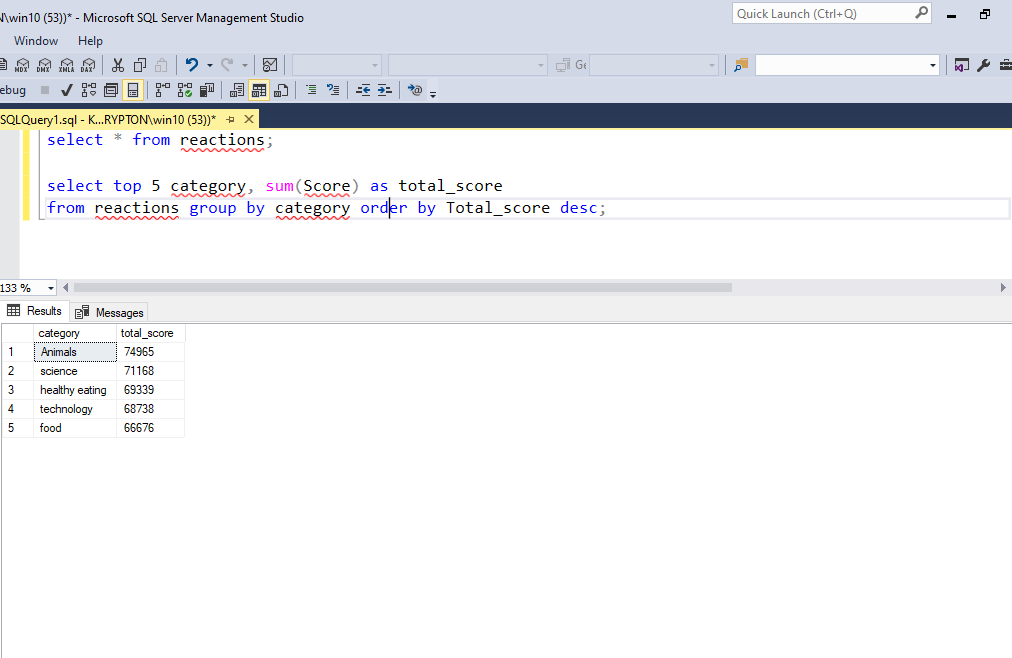 N\win10 (53))* - Microsoft SQL Server Management Studio
Quick Launch (Ctrl+Q)
Window Help
MDX DMX XMLA DAX
ebug
SQLQuery1.sql - K...RYPTON\win10 (53))*
select * from reactions;
select top 5 category, sum(Score) as total_score
from reactions group by category order by Total_score desc;
133 %
Results Messages
category total_score
1 Animals 74965
2 science 71168
3 healthy eating 69339
4 technology 68738
5 food 66676